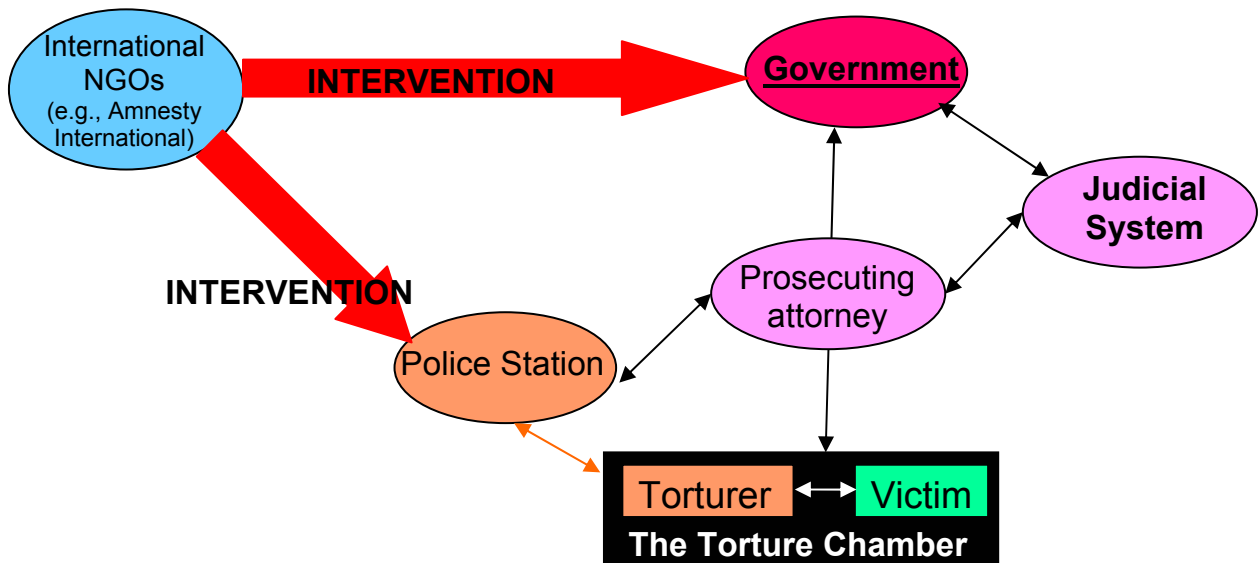 International
NGOs
(e.g., Amnesty
International)
INTERVENTION
Government
Judicial
System
INTERVENTION
Prosecuting
attorney
Police Station
Torturer
Victim
The Torture Chamber